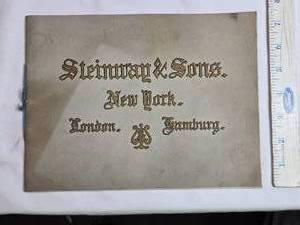 Steinway & Sons.
New York.
London. Hamburg.